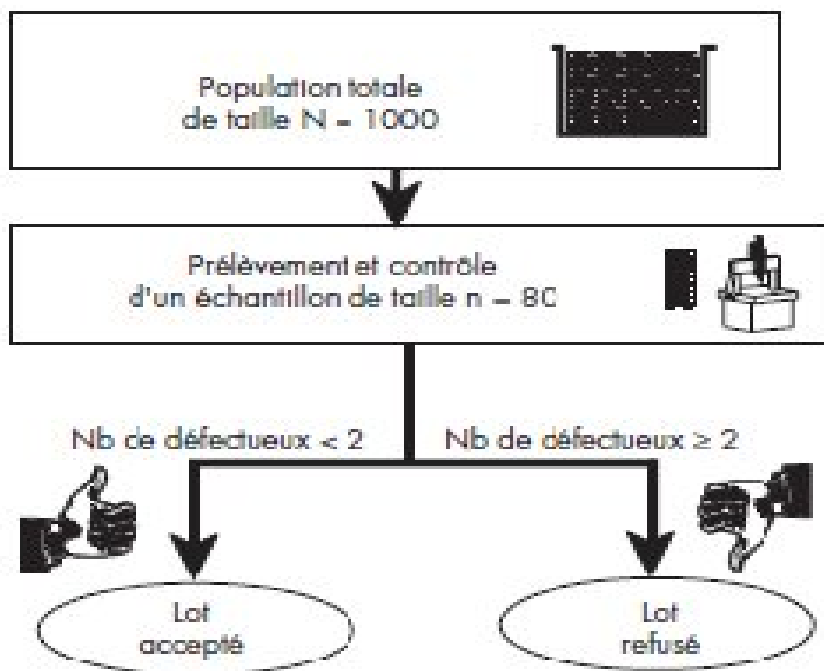 Population totale
de taille N = 1000
Prélèvement et contrôle
d'un échantillon de taille n = 80
Nb de défectueux < 2
Nb de défectueux ≥ 2
Lot
accepté
Lot
refusé